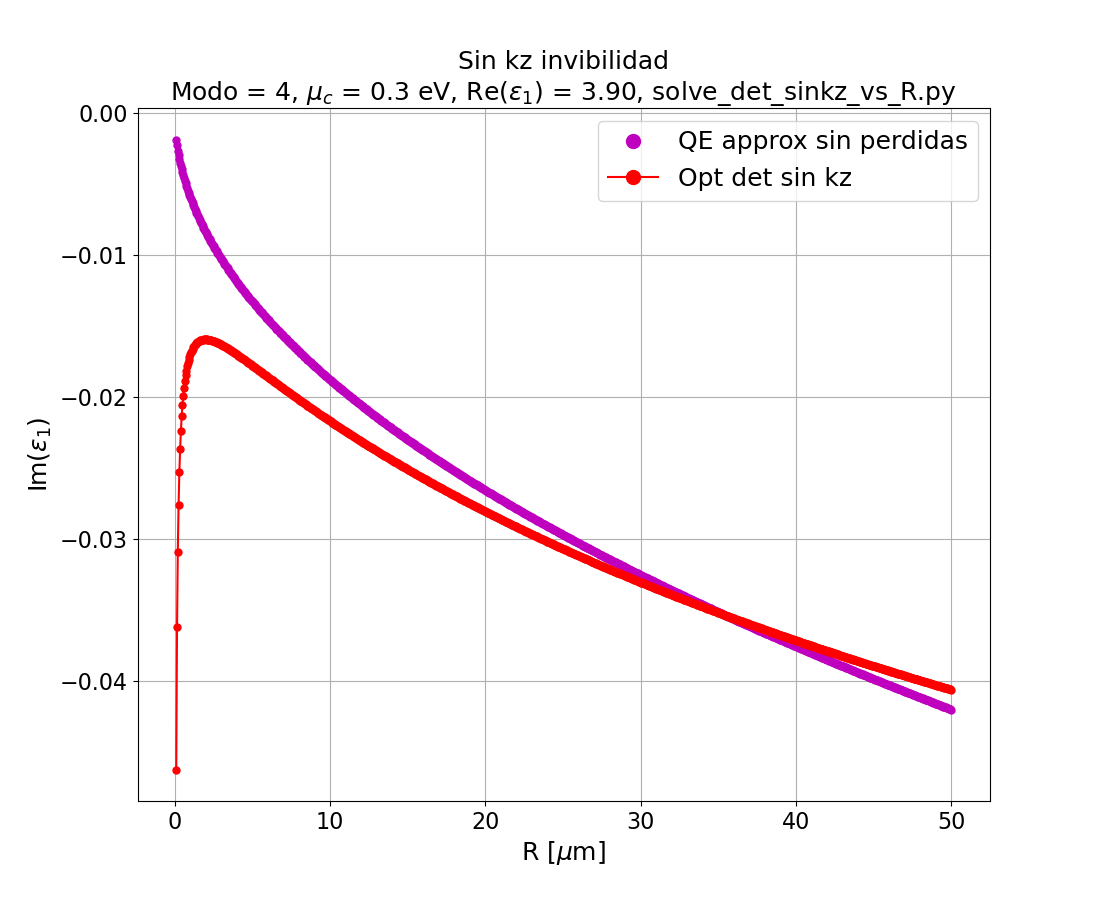 Sin kz invibilidad
Modo = 4, μ_c = 0.3 eV, Re(ε₁) = 3.90, solve_det_sinkz_vs_R.py
QE approx sin perdidas
Opt det sin kz
0.00
−0.01
−0.02
−0.03
−0.04
Im(ε₁)
0 10 20 30 40 50
R [μm]